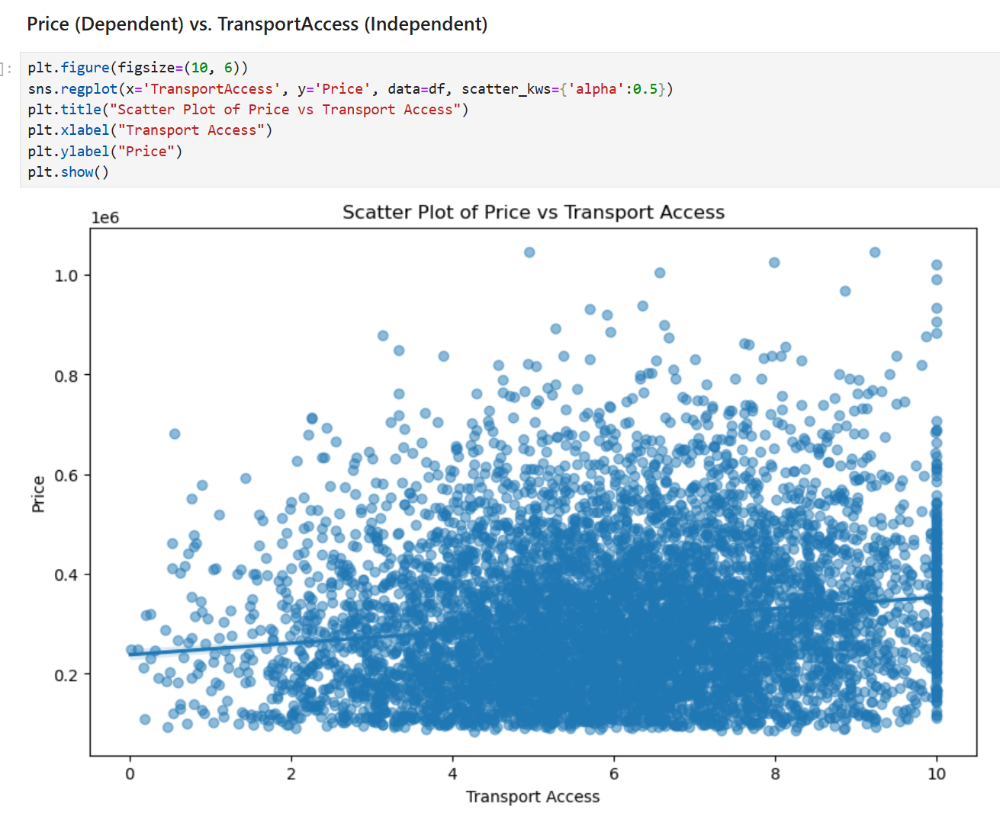 Price (Dependent) vs. TransportAccess (Independent)
]:
plt.figure(figsize=(10, 6))
sns.regplot(x='TransportAccess', y='Price', data=df, scatter_kws={'alpha':0.5})
plt.title("Scatter Plot of Price vs Transport Access")
plt.xlabel("Transport Access")
plt.ylabel("Price")
plt.show()
Scatter Plot of Price vs Transport Access
1e6
1.0
0.8
0.6
0.4
0.2
Price
0 2 4 6 8 10
Transport Access